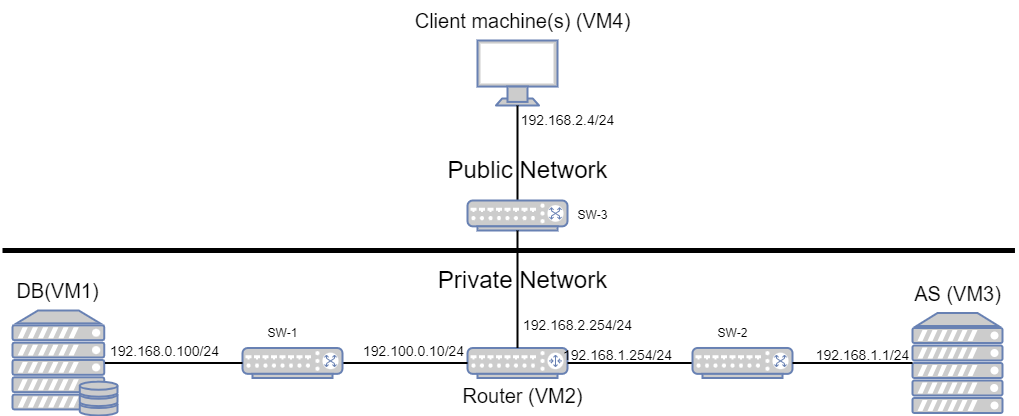 Client machine(s) (VM4)
192.168.2.4/24
Public Network
SW-3
Private Network
DB(VM1)
AS (VM3)
192.168.2.254/24
SW-1
SW-2
192.168.0.100/24
192.100.0.10/24
192.168.1.254/24
192.168.1.1/24
Router (VM2)